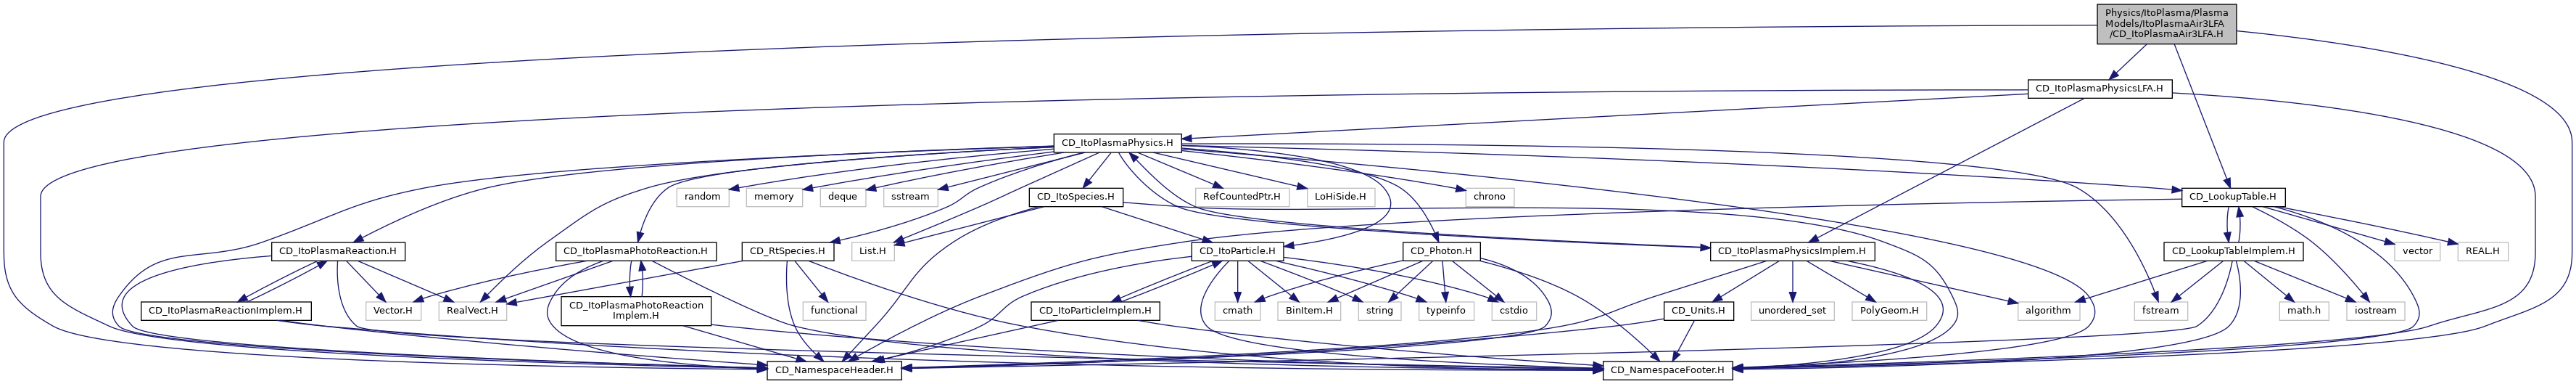 Physics/ItoPlasma/Plasma
Models/ItoPlasmaAir3LFA
/CD_ItoPlasmaAir3LFA.H
CD_ItoPlasmaPhysicsLFA.H
CD_ItoPlasmaPhysics.H
random
memory
deque
sstream
CD_ItoSpecies.H
RefCountedPtr.H
LoHiSide.H
chrono
CD_LookupTable.H
CD_ItoPlasmaReaction.H
CD_ItoPlasmaPhotoReaction.H
CD_RtSpecies.H
List.H
CD_ItoParticle.H
CD_Photon.H
CD_ItoPlasmaPhysicsImplem.H
CD_LookupTableImplem.H
vector
REAL.H
CD_ItoPlasmaReactionImplem.H
Vector.H
RealVect.H
CD_ItoPlasmaPhotoReaction
Implem.H
functional
CD_ItoParticleImplem.H
cmath
BinItem.H
string
typeinfo
cstdio
CD_Units.H
unordered_set
PolyGeom.H
algorithm
fstream
math.h
iostream
CD_NamespaceHeader.H
CD_NamespaceFooter.H